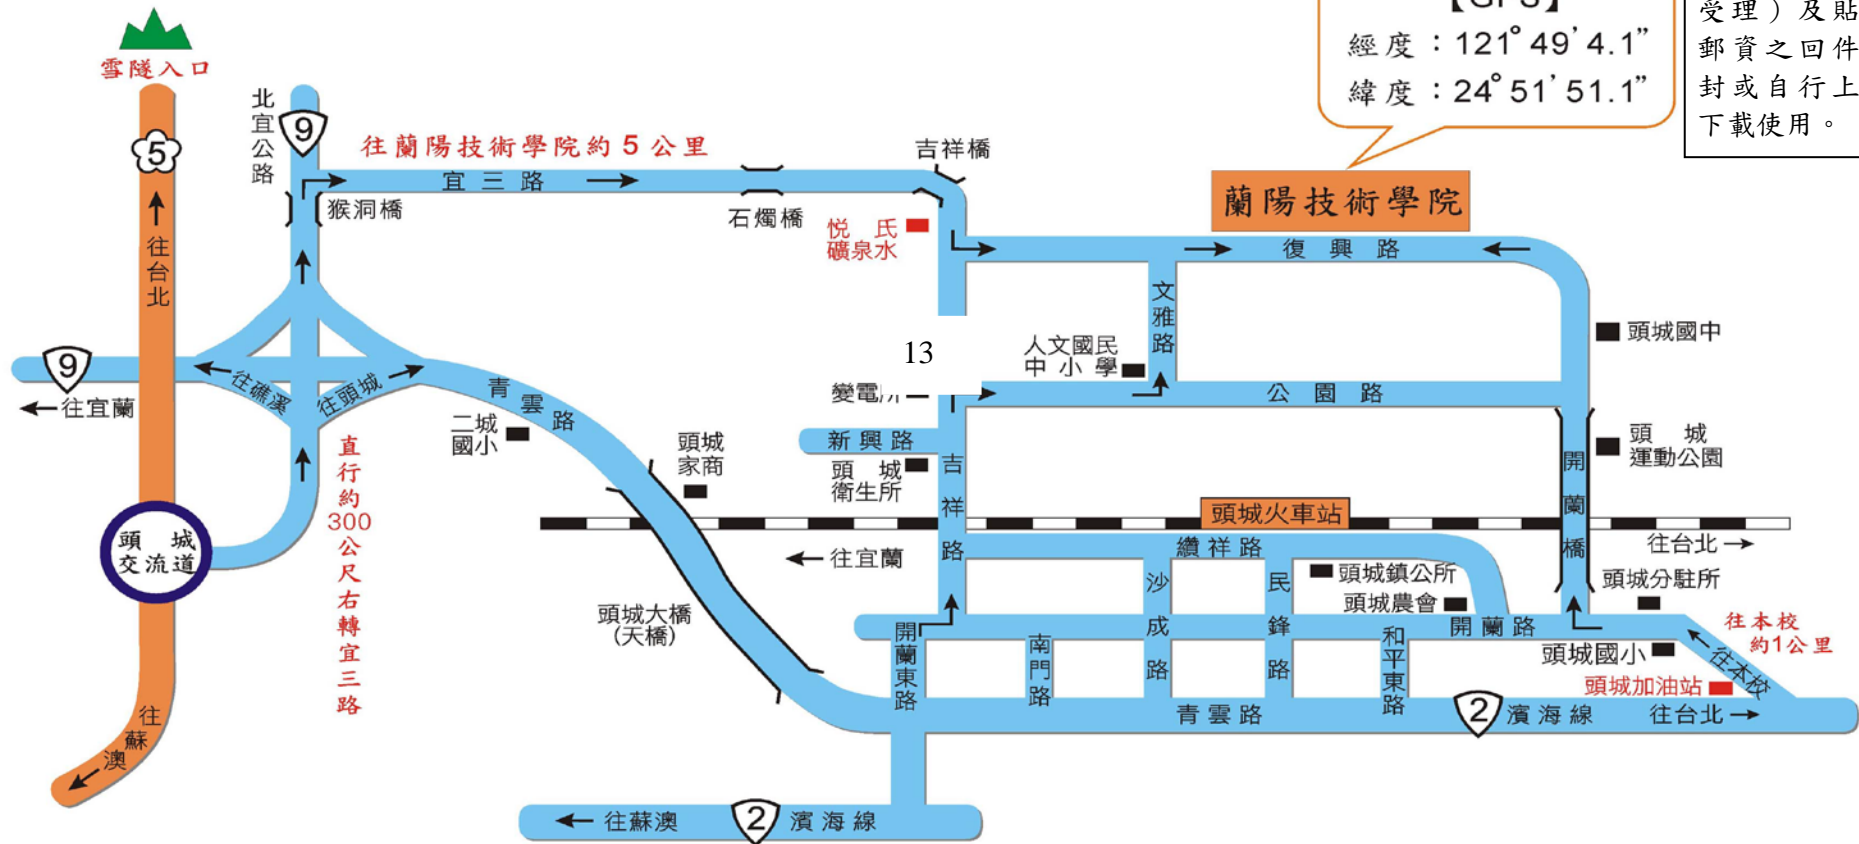 【GPS】
經度：121°49’4.1”
緯度：24°51’51.1”
受理）及貼
郵資之回件
封或自行上
下載使用。
雪隧入口
5
往台北
北宜公路
9
往蘭陽技術學院約 5 公里
宜三路
猴洞橋
石燭橋
吉祥橋
悦氏
礦泉水
蘭陽技術學院
復興路
文雅路
頭城國中
9
往宜蘭
往礁溪
往頭城
青雲路
二城
國小
13
人文國民
中小學
變電所
公園路
新興路
頭城
衛生所
吉祥路
頭城
家商
頭城
運動公園
開蘭橋
直行約300公尺右轉宜三路
頭城
交流道
頭城火車站
往宜蘭
往台北
纘祥路
頭城鎮公所
頭城農會
頭城分駐所
頭城大橋
(天橋)
開蘭東路
南門路
沙成路
民鋒路
和平東路
開蘭路
頭城國小
往本校
約1公里
往本校
頭城加油站
青雲路
2
濱海線
往台北
往蘇澳
往蘇澳
2
濱海線